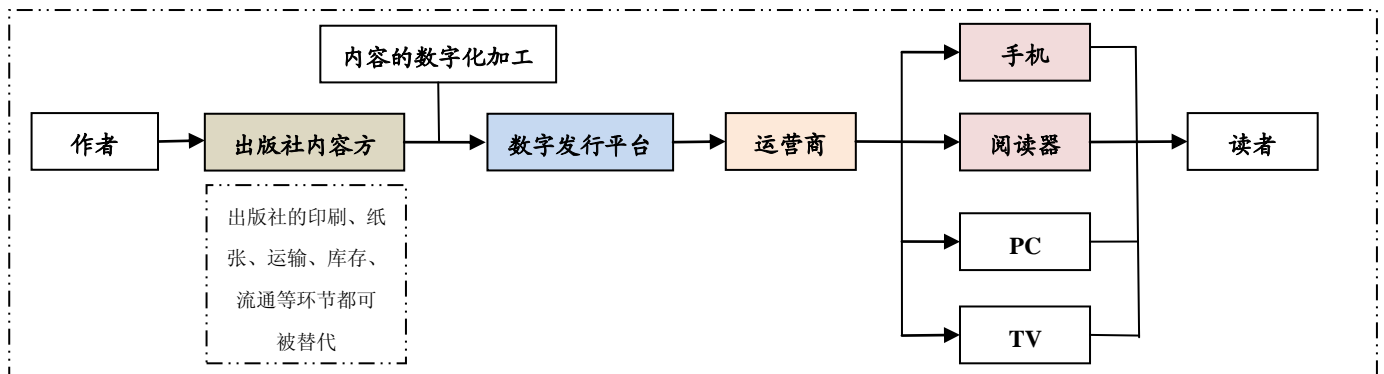 内容的数字化加工
手机
作者
出版社内容方
数字发行平台
运营商
阅读器
读者
出版社的印刷、纸
张、运输、库存、
流通等环节都可
被替代
PC
TV